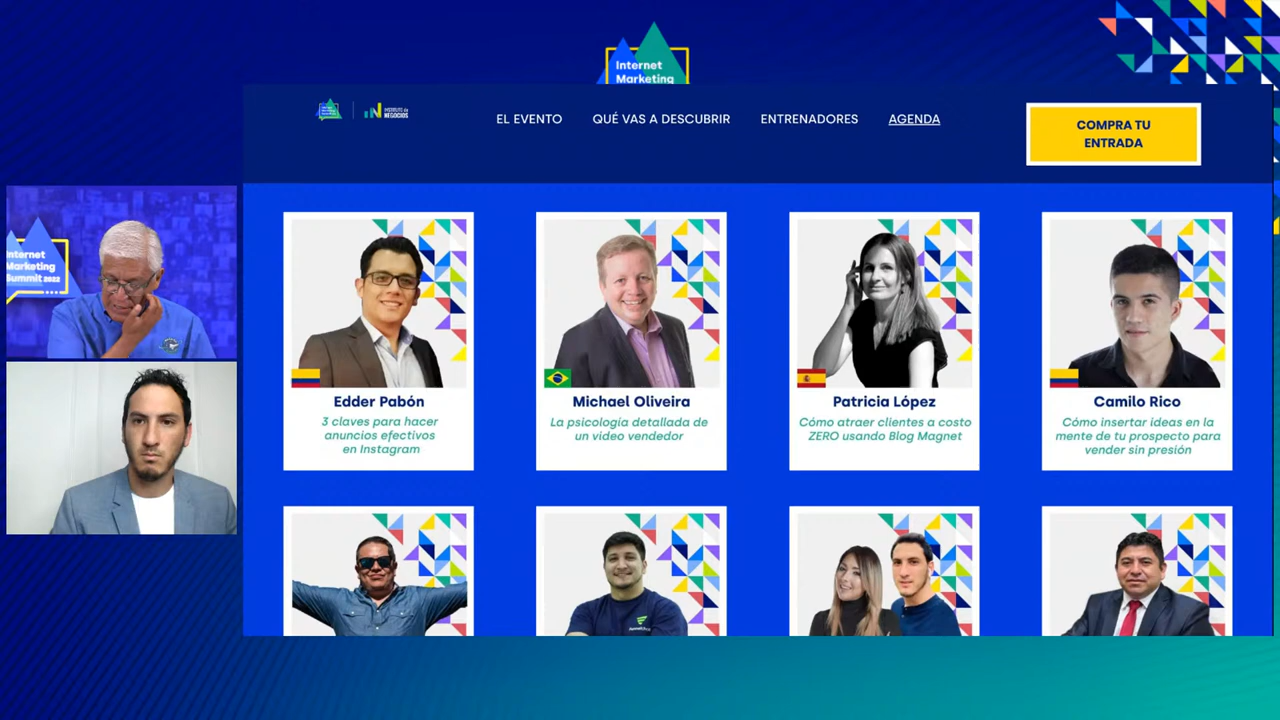 Internet
Marketing
INSTITUTO de
NEGOCIOS
EL EVENTO
QUÉ VAS A DESCUBRIR
ENTRENADORES
AGENDA
COMPRA TU
ENTRADA
Internet
Marketing
Summit 2022
Edder Pabón
3 claves para hacer
anuncios efectivos
en Instagram
Michael Oliveira
La psicología detallada de
un video vendedor
Patricia López
Cómo atraer clientes a costo
ZERO usando Blog Magnet
Camilo Rico
Cómo insertar ideas en la
mente de tu prospecto para
vender sin presión